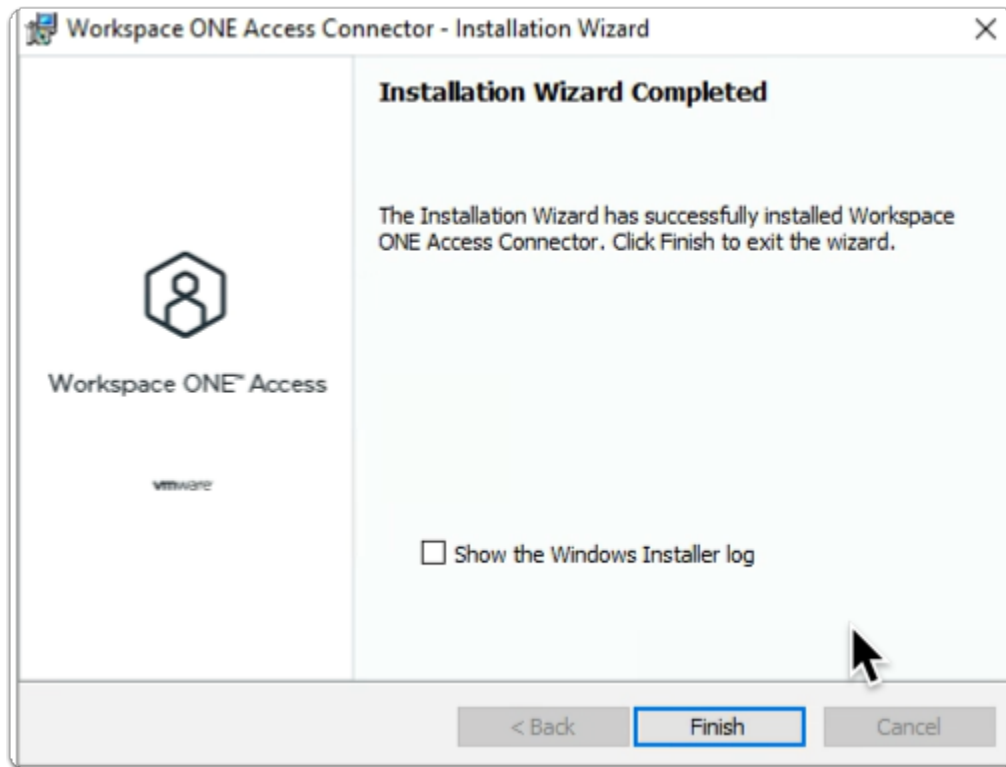 Workspace ONE Access Connector - Installation Wizard
Installation Wizard Completed
The Installation Wizard has successfully installed Workspace
ONE Access Connector. Click Finish to exit the wizard.
Workspace ONE™ Access
vmware
Show the Windows Installer log
< Back
Finish
Cancel